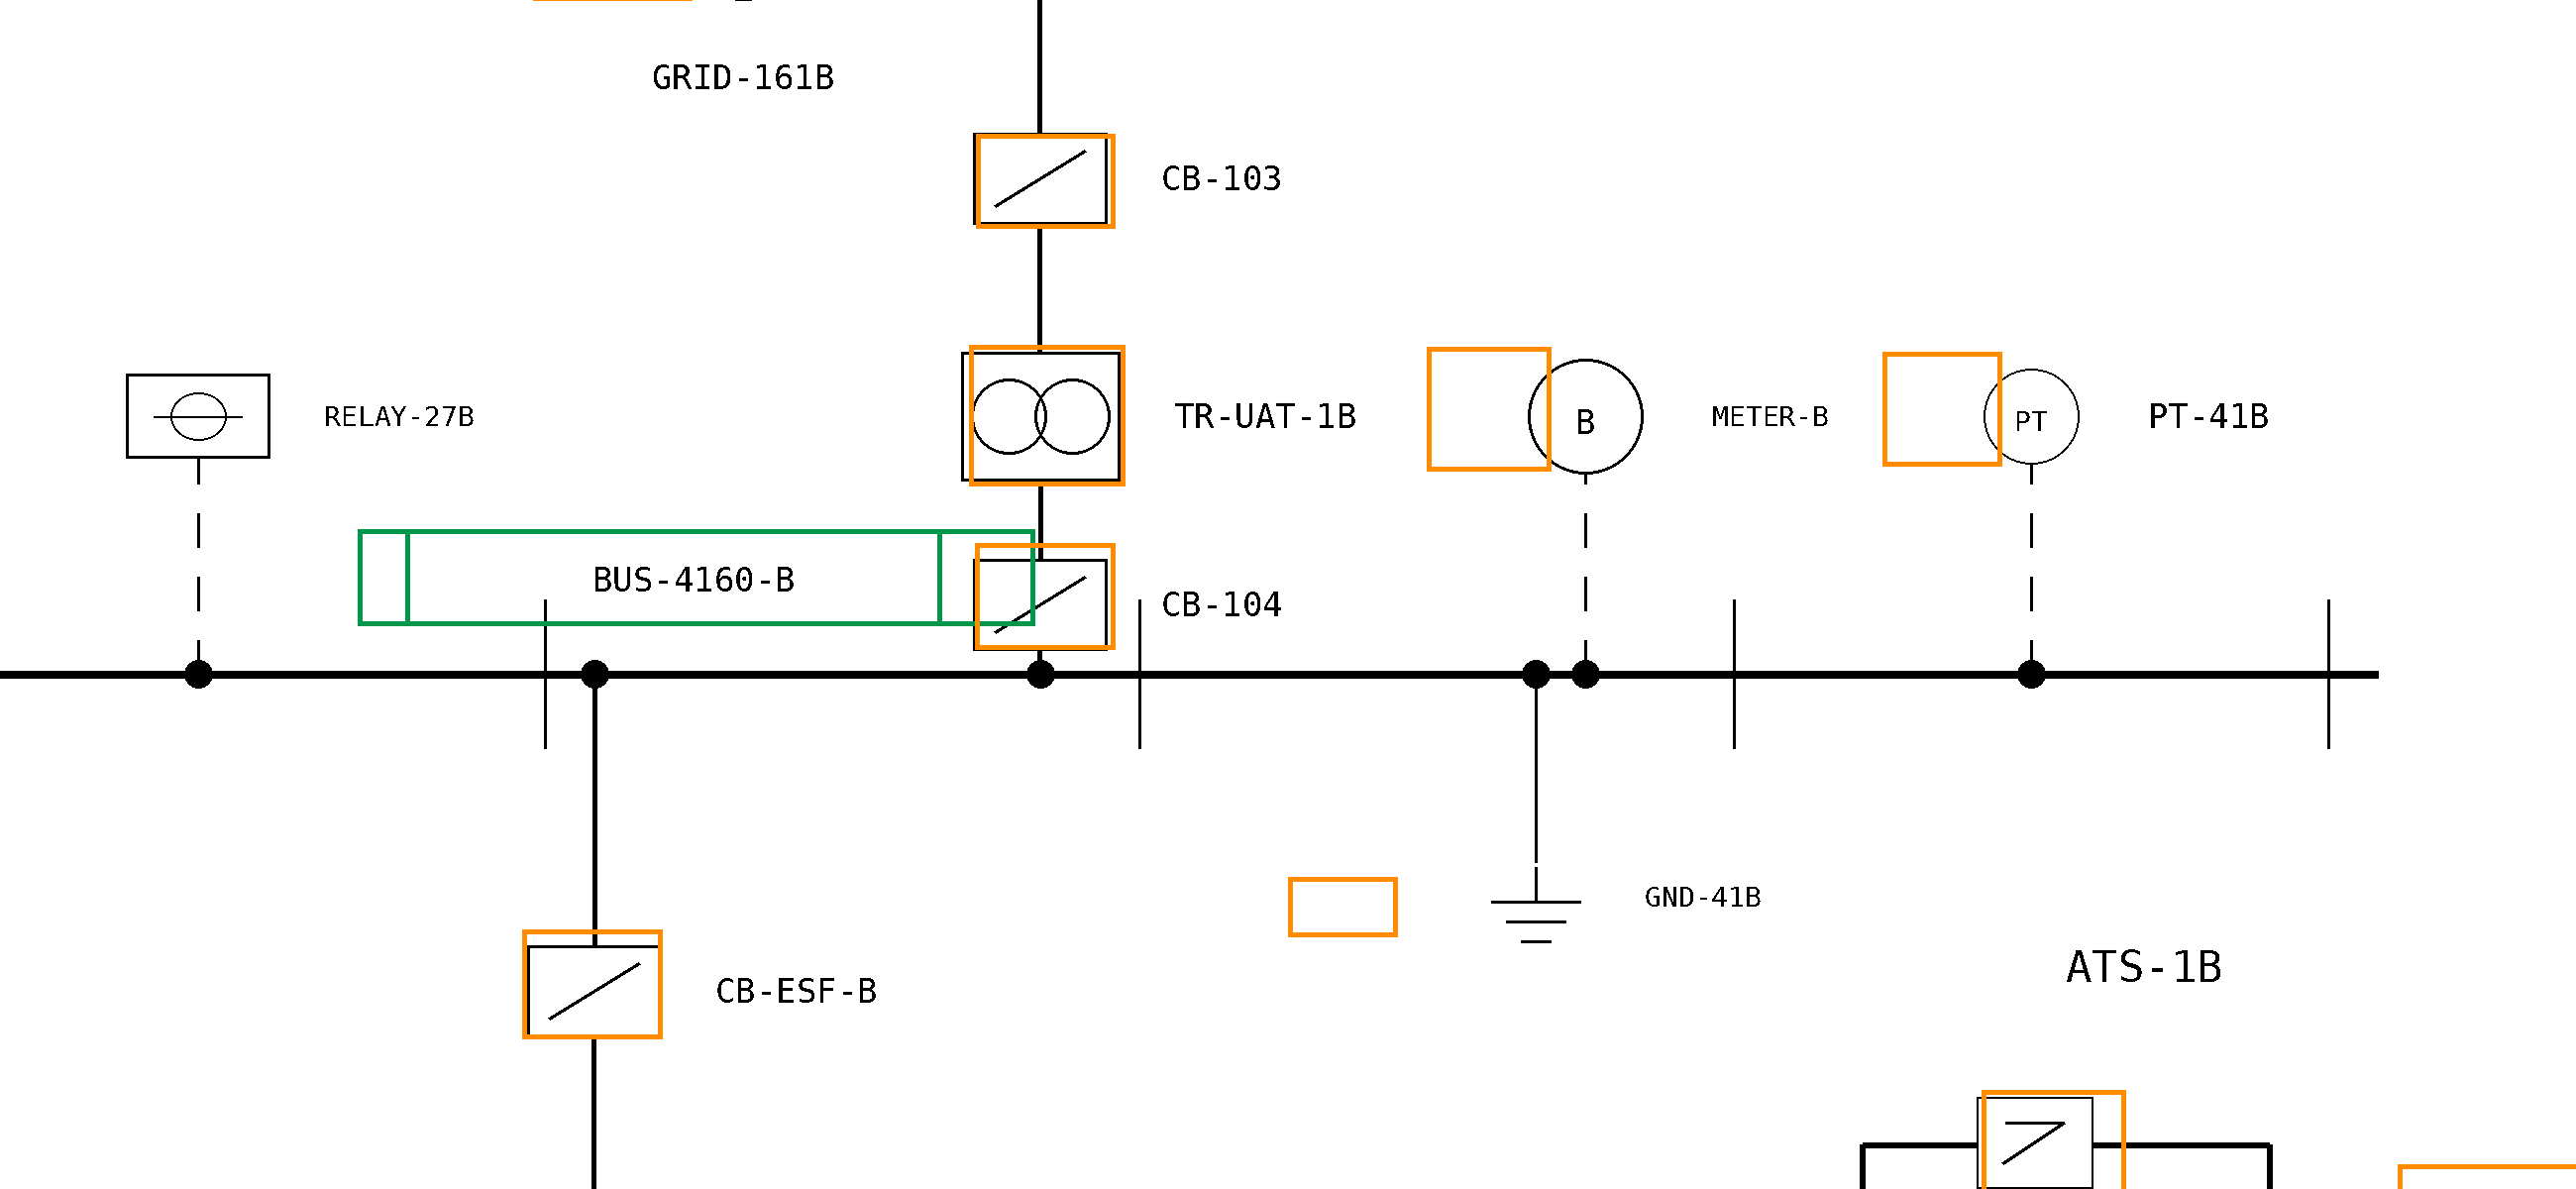 GRID-161B
CB-103
RELAY-27B
TR-UAT-1B
B
METER-B
PT
PT-41B
BUS-4160-B
CB-104
GND-41B
ATS-1B
CB-ESF-B